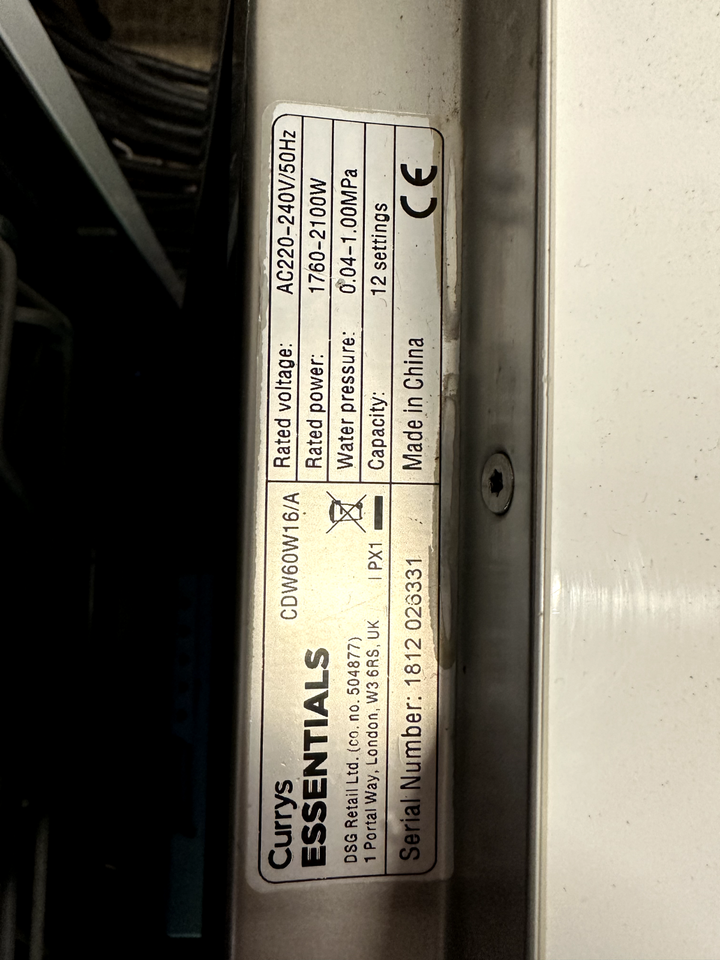 Currys
ESSENTIALS
CDW60W16/A
DSG Retail Ltd. (co. no. 504877)
1 Portal Way, London, W3 6RS, UK
IPX1
Serial Number: 1812 026331
Rated voltage: AC220-240V/50Hz
Rated power: 1760-2100W
Water pressure: 0.04-1.00MPa
Capacity: 12 settings
Made in China
CE